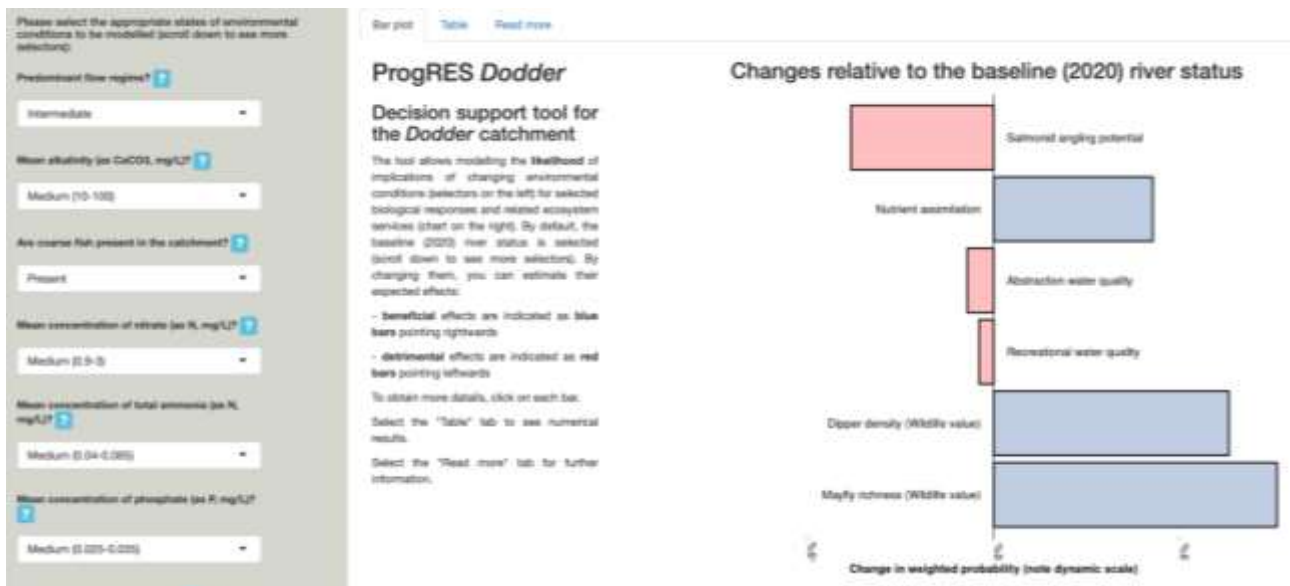 Please select the appropriate states of environmental
conditions to be modelled (scroll down to see more
selectors):
Predominant flow regime? ?
Intermediate
Mean alkalinity (as CaCO3, mg/L)? ?
Medium (10-100)
Are coarse fish present in the catchment? ?
Present
Mean concentration of nitrate (as N, mg/L)? ?
Medium (0.9-3)
Mean concentration of total ammonia (as N,
mg/L)? ?
Medium (0.04-0.065)
Mean concentration of phosphate (as P, mg/L)?
?
Medium (0.025-0.035)
Bar plot Table Read more
ProgRES Dodder
Decision support tool for
the Dodder catchment
The tool allows modelling the likelihood of
implications of changing environmental
conditions (selectors on the left) for selected
biological responses and related ecosystem
services (chart on the right). By default, the
baseline (2020) river status is selected
(scroll down to see more selectors). By
changing them, you can estimate their
expected effects:
- beneficial effects are indicated as blue
bars pointing rightwards
- detrimental effects are indicated as red
bars pointing leftwards
To obtain more details, click on each bar.
Select the "Table" tab to see numerical
results.
Select the "Read more" tab for further
information.
Changes relative to the baseline (2020) river status
Salmonid angling potential
Nutrient assimilation
Abstraction water quality
Recreational water quality
Dipper density (Wildlife value)
Mayfly richness (Wildlife value)
Change in weighted probability (note dynamic scale)